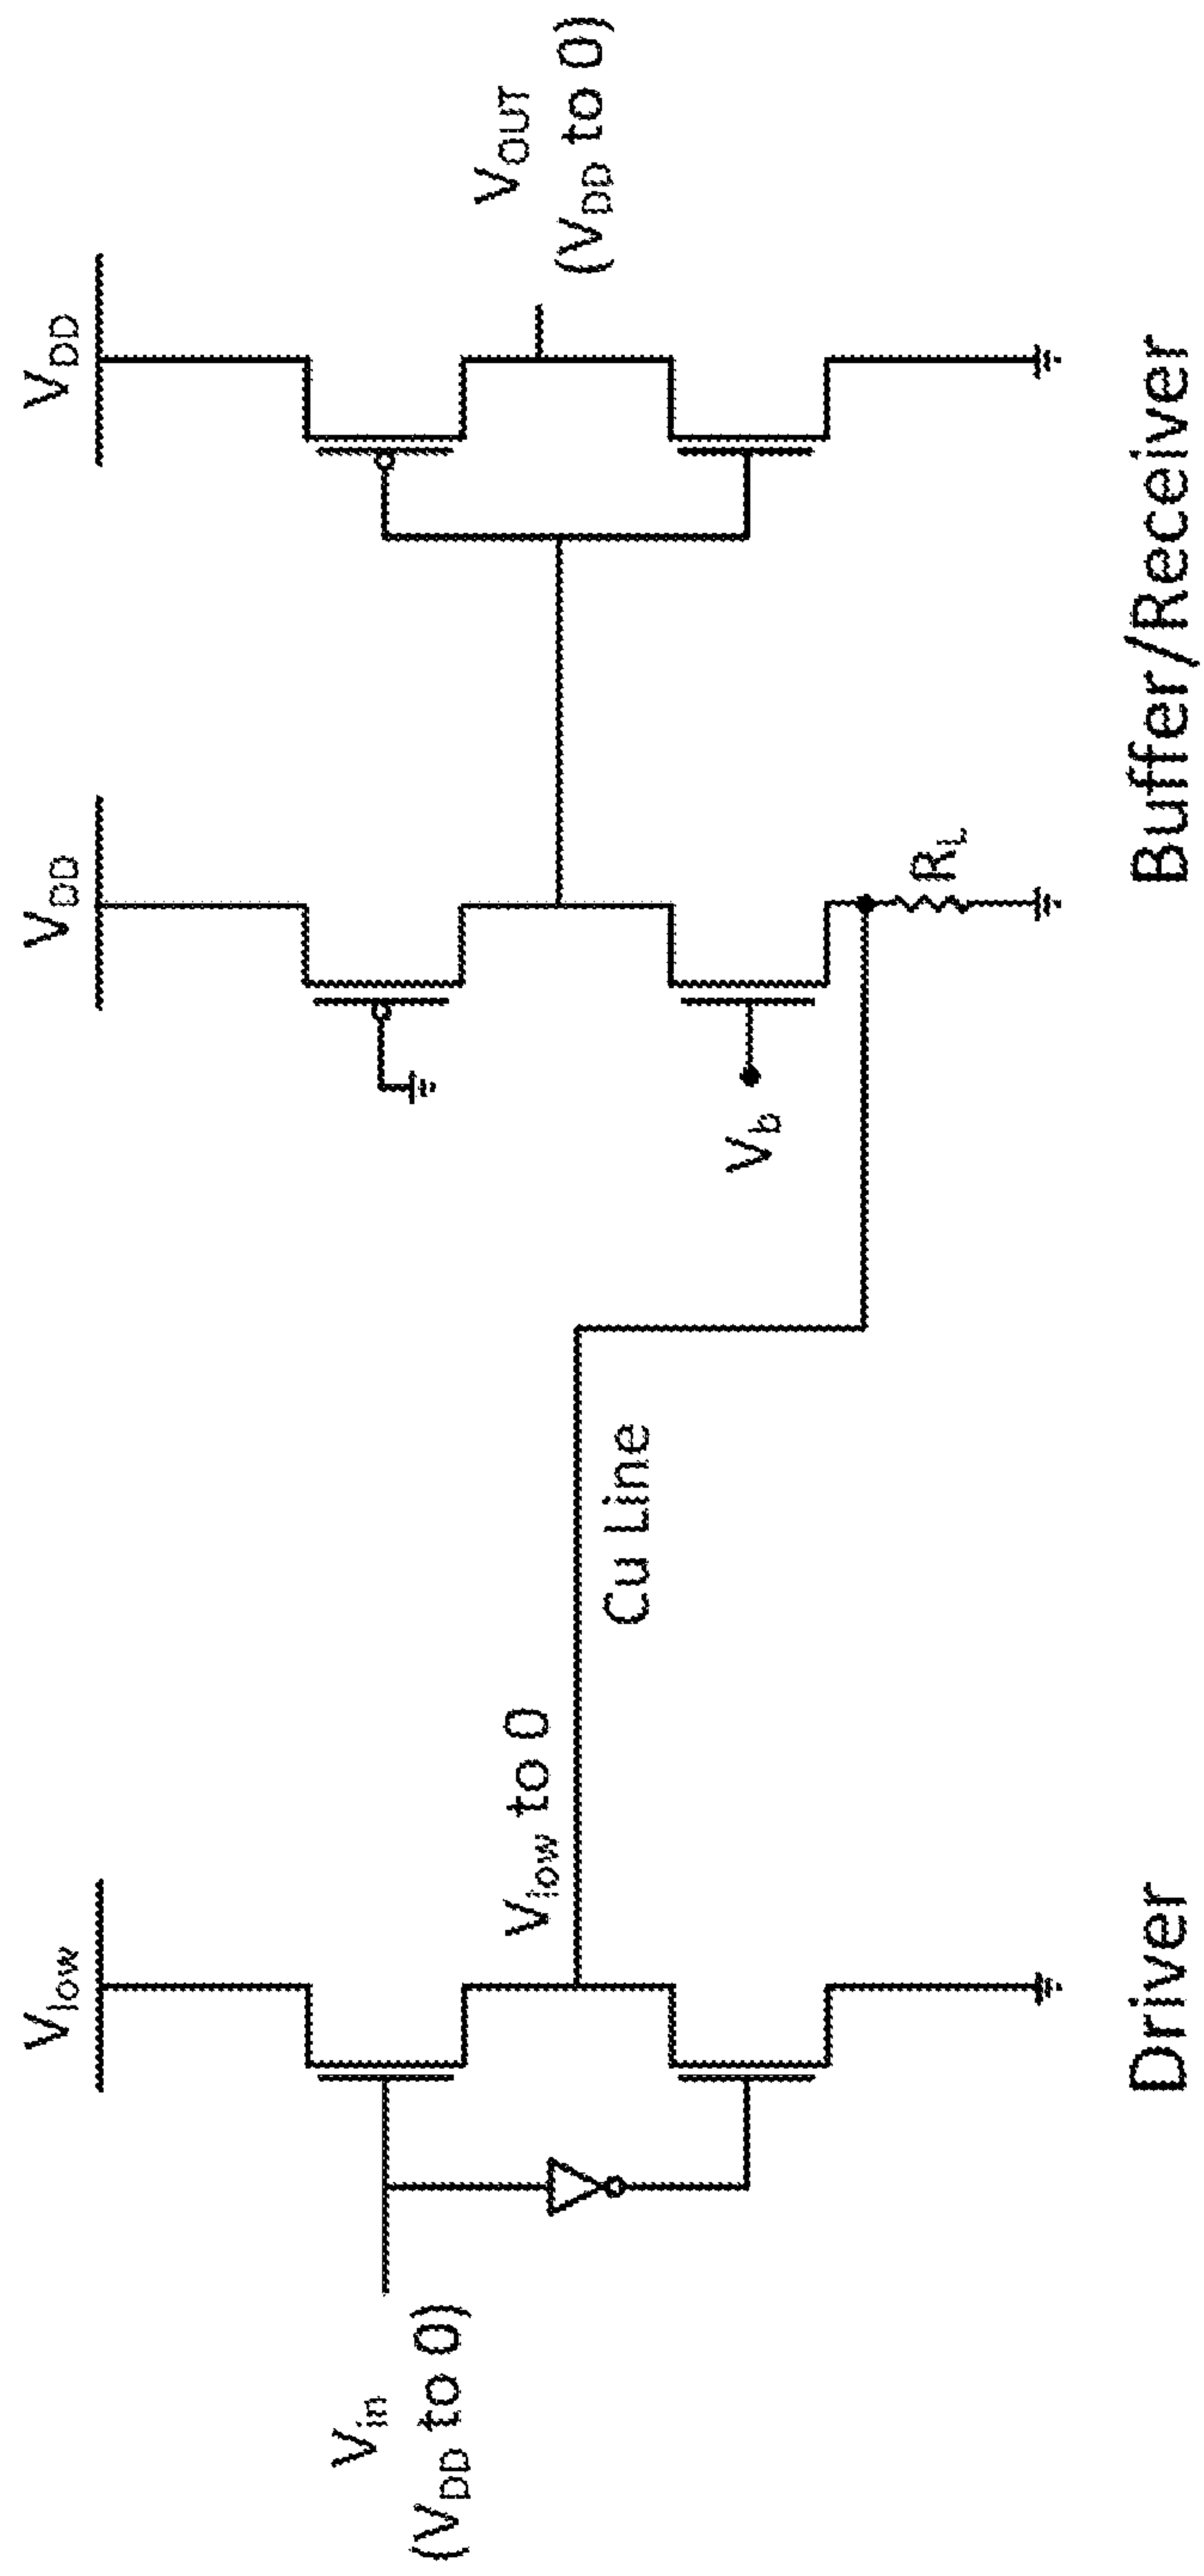 V_low
V_DD
V_DD
V_in
(V_DD to 0)
V_low to 0
Cu Line
V_b
R_L
V_OUT
(V_DD to 0)
Driver
Buffer/Receiver